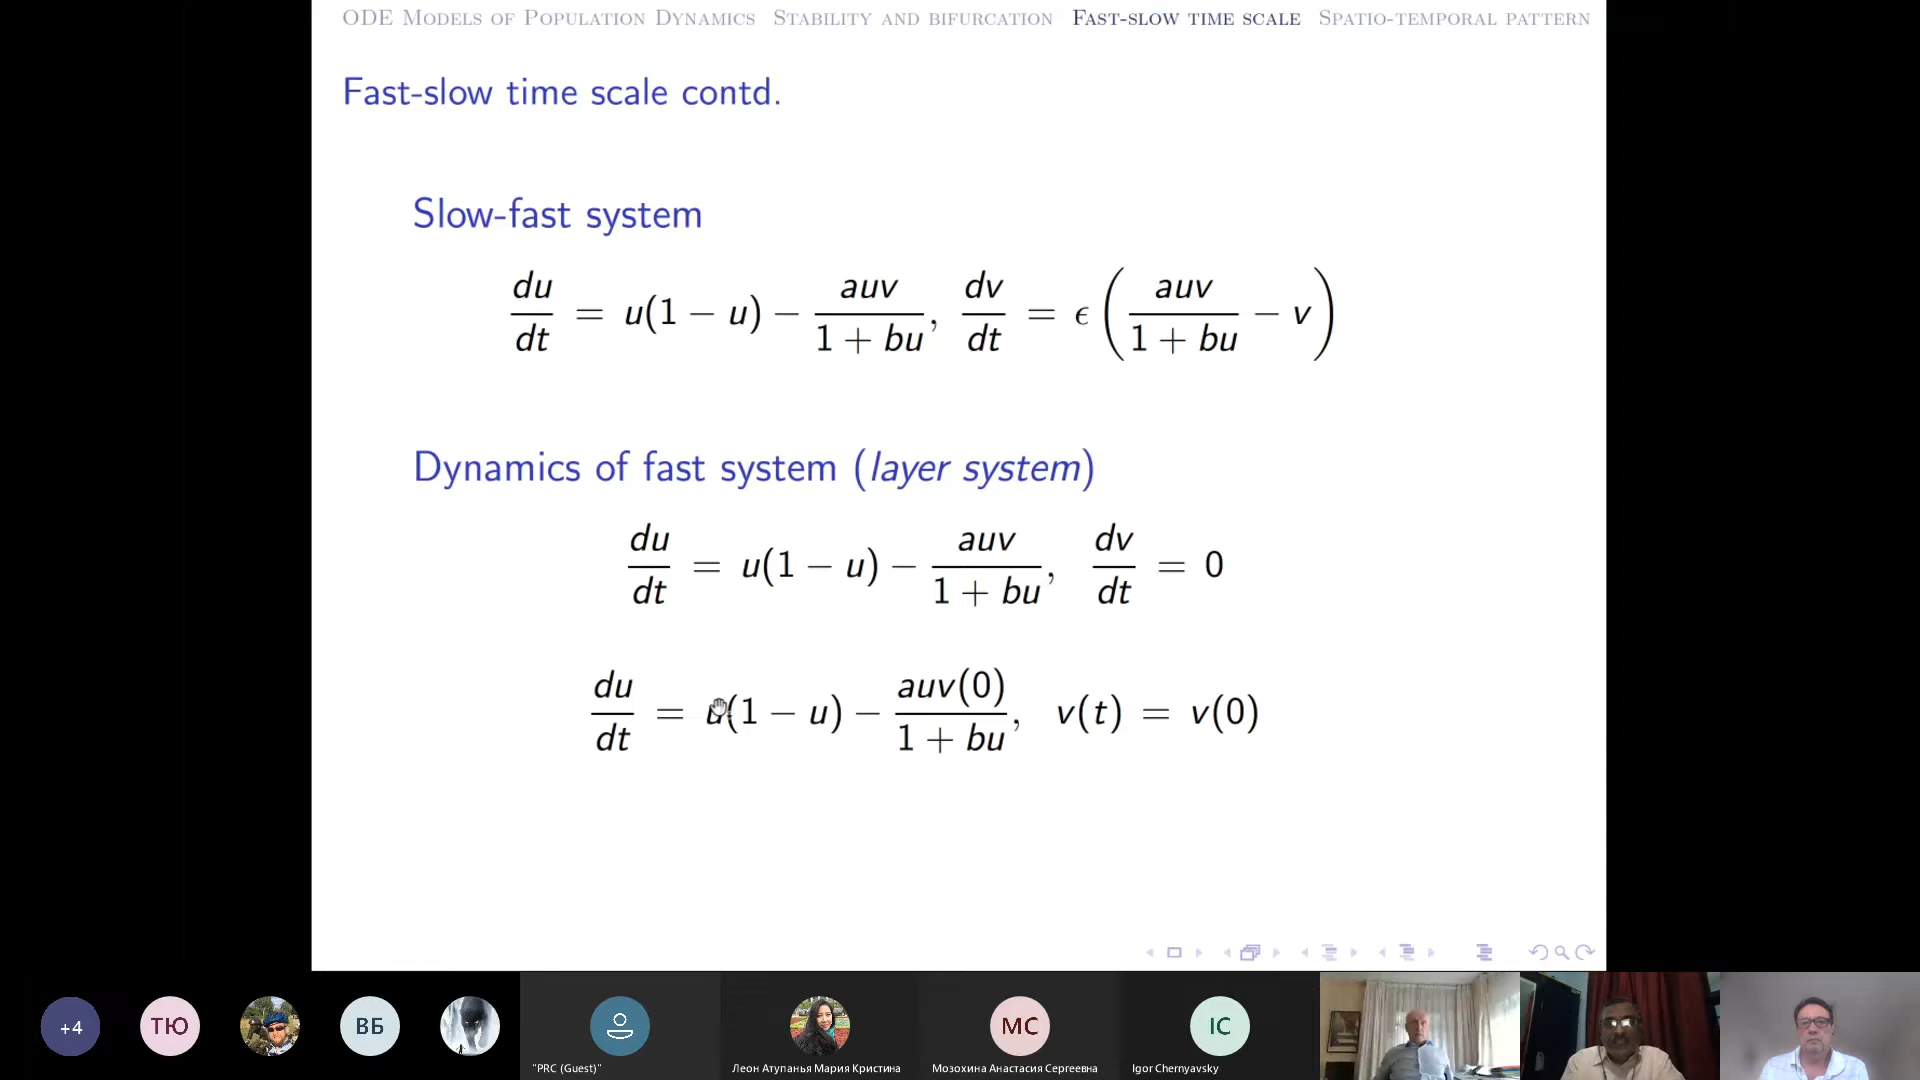 ODE Models of Population Dynamics Stability and bifurcation Fast-slow time scale Spatio-temporal pattern
Fast-slow time scale contd.
Slow-fast system
du/dt = u(1 − u) − auv/(1 + bu), dv/dt = ϵ(auv/(1 + bu) − v)
Dynamics of fast system (layer system)
du/dt = u(1 − u) − auv/(1 + bu), dv/dt = 0
du/dt = u(1 − u) − auv(0)/(1 + bu), v(t) = v(0)
+4 ТЮ ВБ МС IC
"PRC (Guest)" Леон Атупанья Мария Кристина Мозохина Анастасия Сергеевна Igor Chernyavsky